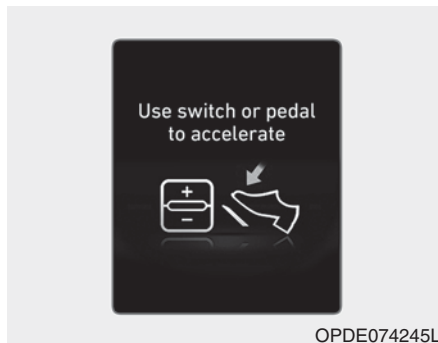 Use switch or pedal
to accelerate
+
−
OPDE074245L